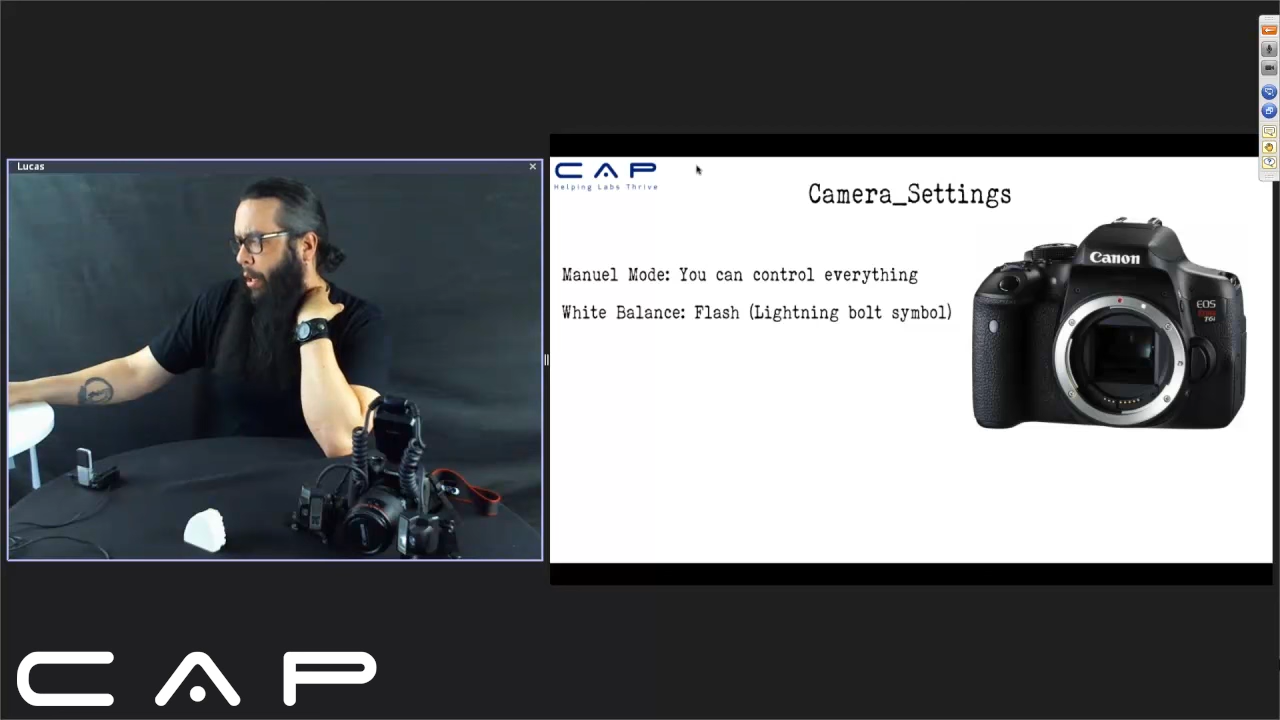 Lucas
CAP
Helping Labs Thrive
Camera_Settings
Manuel Mode: You can control everything
White Balance: Flash (Lightning bolt symbol)
Canon
EOS
T6i
CAP